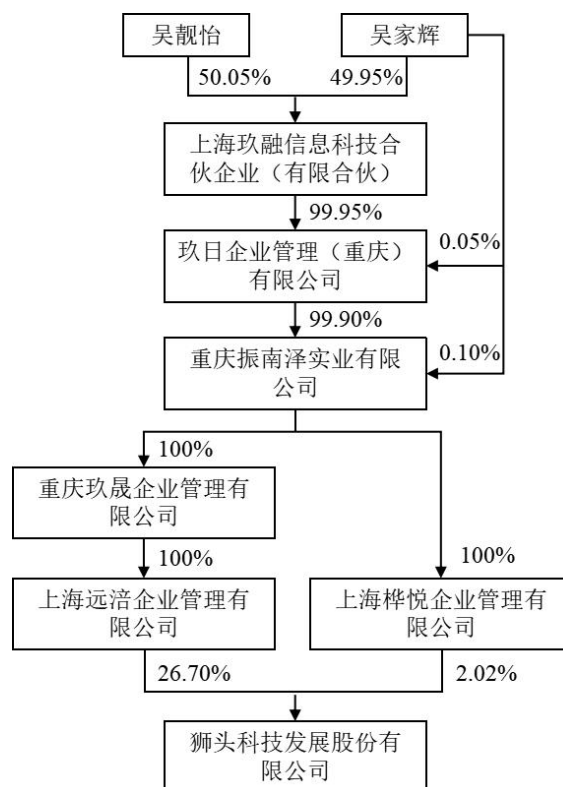 吴靓怡
吴家辉
50.05%
49.95%
上海玖融信息科技合
伙企业（有限合伙）
99.95%
0.05%
玖日企业管理（重庆）
有限公司
99.90%
0.10%
重庆振南泽实业有限
公司
100%
重庆玖晟企业管理有
限公司
100%
100%
上海远涪企业管理有
限公司
上海桦悦企业管理有
限公司
26.70%
2.02%
狮头科技发展股份有
限公司